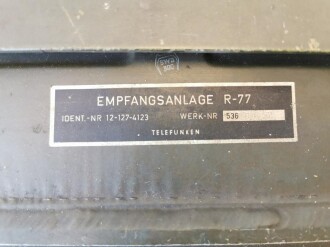 EMPFANGSANLAGE R-77
IDENT.-NR 12-127-4123 WERK-NR 536
TELEFUNKEN